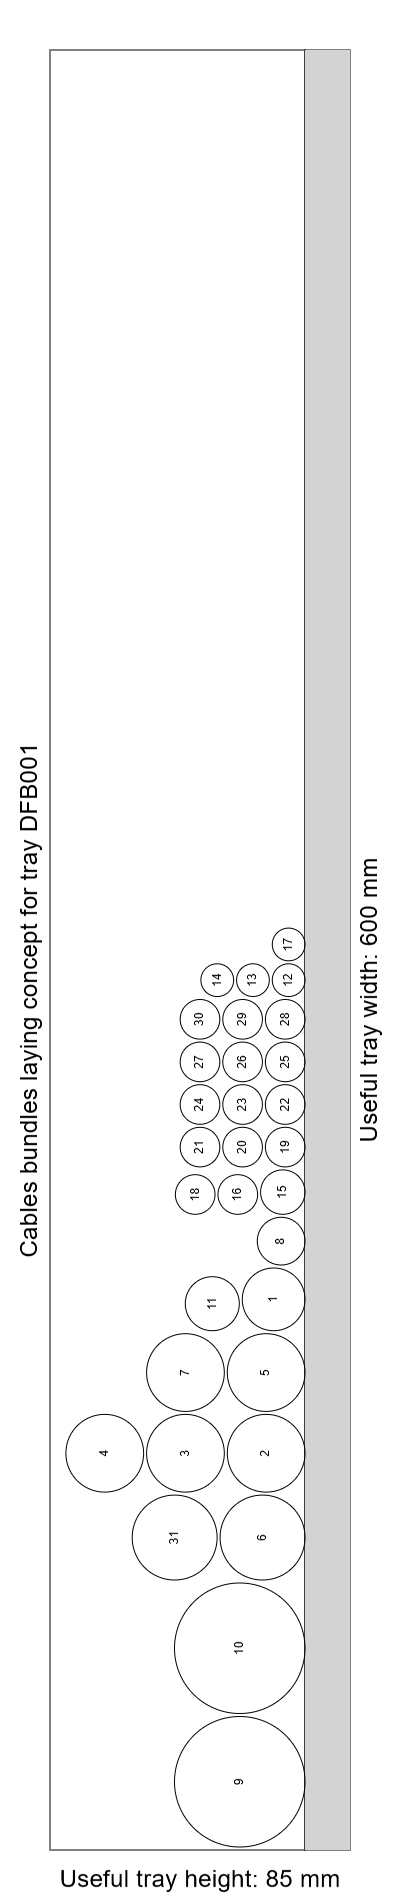 Cables bundles laying concept for tray DFB001
17
14 13 12
30 29 28
27 26 25
24 23 22
21 20 19
18 16 15
8
11 1
7 5
4 3 2
31 6
10
9
Useful tray width: 600 mm
Useful tray height: 85 mm